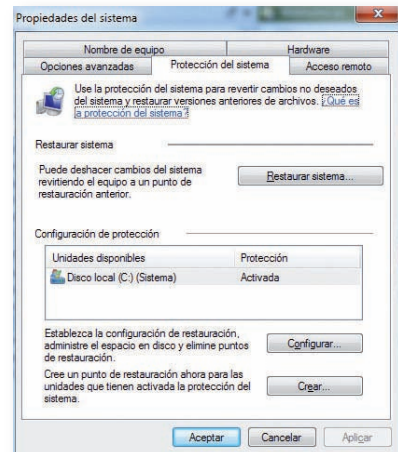 Propiedades del sistema
Nombre de equipo Hardware
Opciones avanzadas Protección del sistema Acceso remoto
Use la protección del sistema para revertir cambios no deseados
del sistema y restaurar versiones anteriores de archivos. ¿Qué es
la protección del sistema?
Restaurar sistema
Puede deshacer cambios del sistema
revirtiendo el equipo a un punto de
restauración anterior.
Restaurar sistema...
Configuración de protección
Unidades disponibles Protección
Disco local (C:) (Sistema) Activada
Establezca la configuración de restauración,
administre el espacio en disco y elimine puntos
de restauración.
Configurar...
Cree un punto de restauración ahora para las
unidades que tienen activada la protección del
sistema.
Crear...
Aceptar Cancelar Aplicar